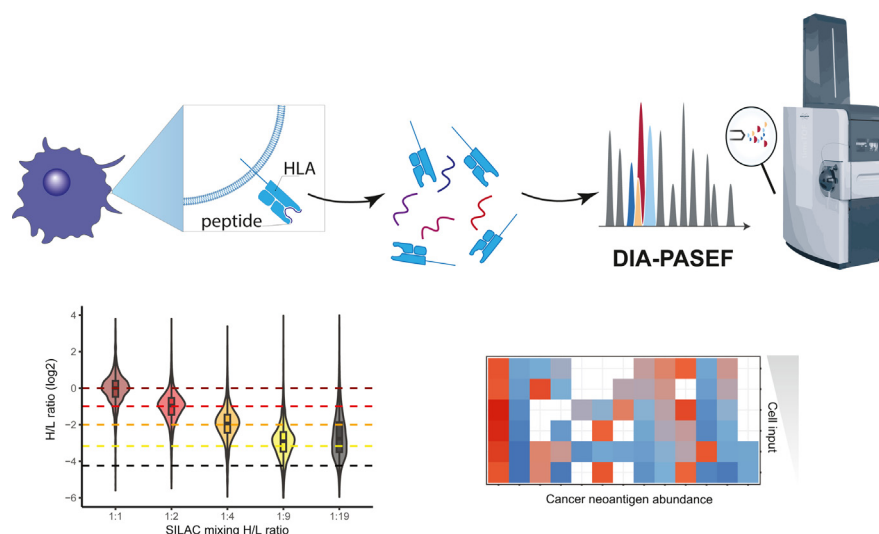 HLA
peptide
DIA-PASEF
H/L ratio (log2)
4
2
0
−2
−4
−6
1:1 1:2 1:4 1:9 1:19
SILAC mixing H/L ratio
Cell input
Cancer neoantigen abundance